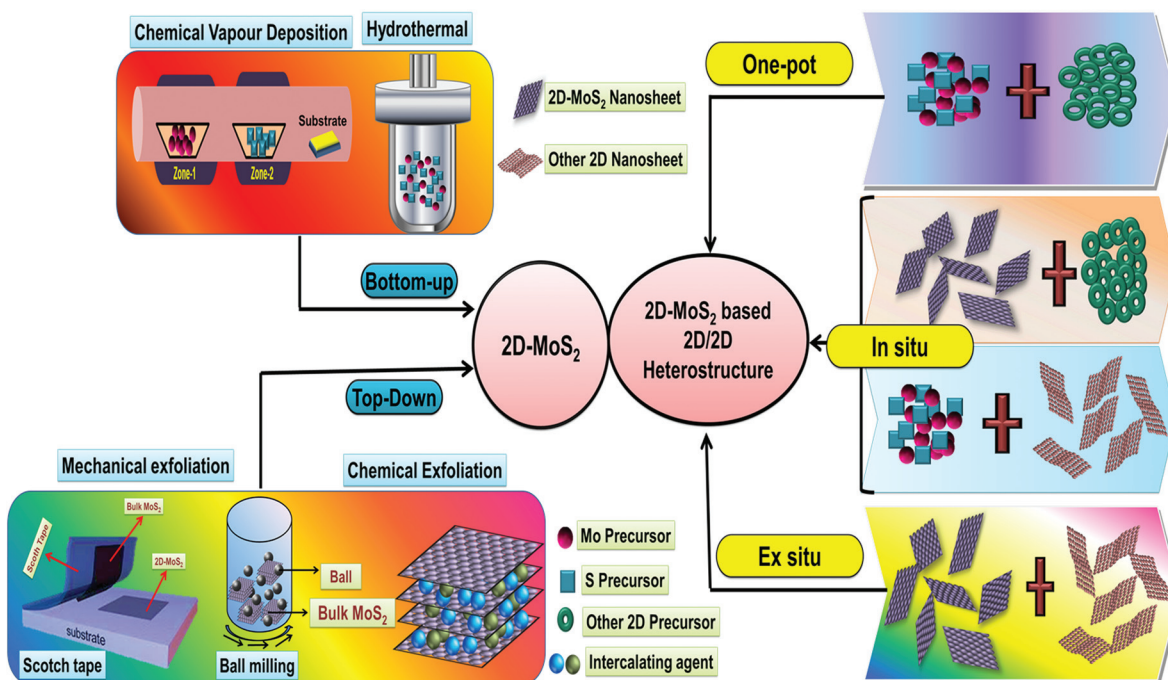 Chemical Vapour Deposition
Hydrothermal
One-pot
Substrate
Zone-1
Zone-2
2D-MoS₂ Nanosheet
Other 2D Nanosheet
Bottom-up
2D-MoS₂
2D-MoS₂ based
2D/2D
Heterostructure
In situ
Top-Down
Mechanical exfoliation
Chemical Exfoliation
Bulk MoS₂
Scoth Tape
2D-MoS₂
substrate
Scotch tape
Ball
Bulk MoS₂
Ball milling
Mo Precursor
S Precursor
Other 2D Precursor
Intercalating agent
Ex situ